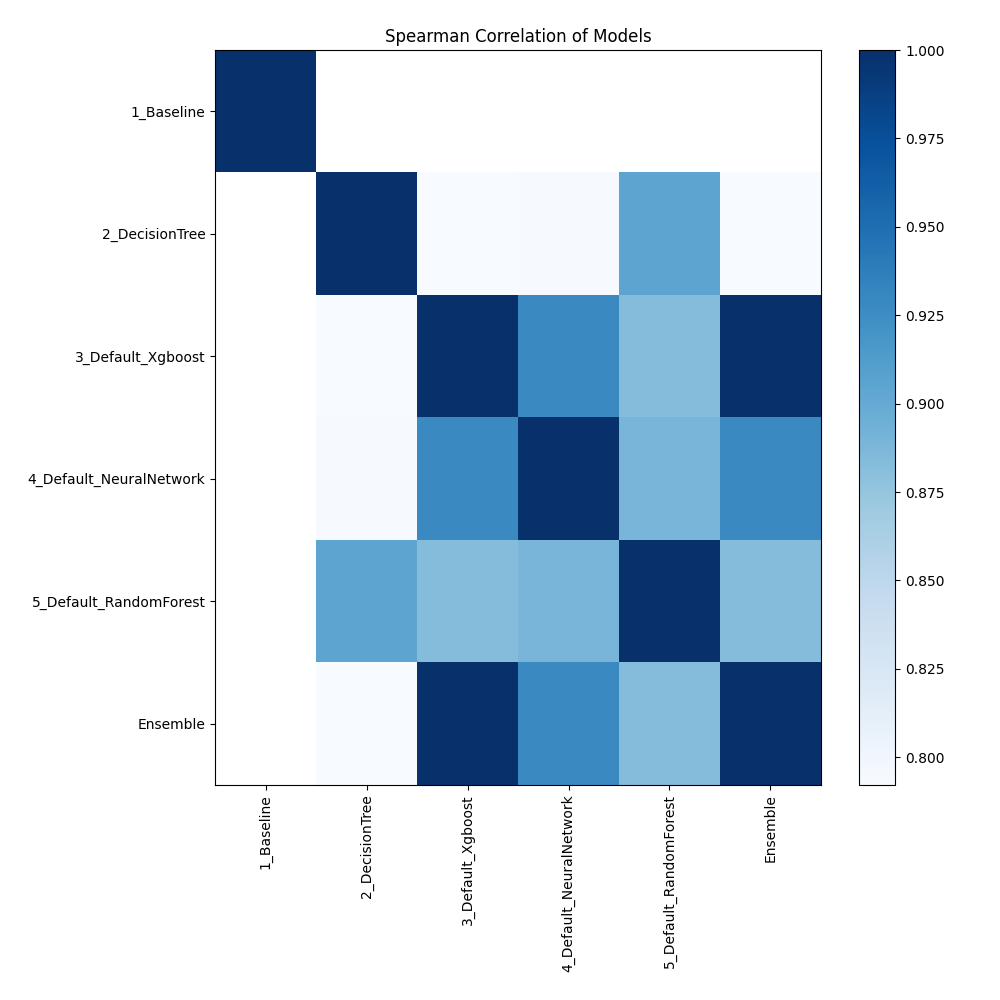 Spearman Correlation of Models
1_Baseline
2_DecisionTree
3_Default_Xgboost
4_Default_NeuralNetwork
5_Default_RandomForest
Ensemble
1_Baseline
2_DecisionTree
3_Default_Xgboost
4_Default_NeuralNetwork
5_Default_RandomForest
Ensemble
1.000
0.975
0.950
0.925
0.900
0.875
0.850
0.825
0.800